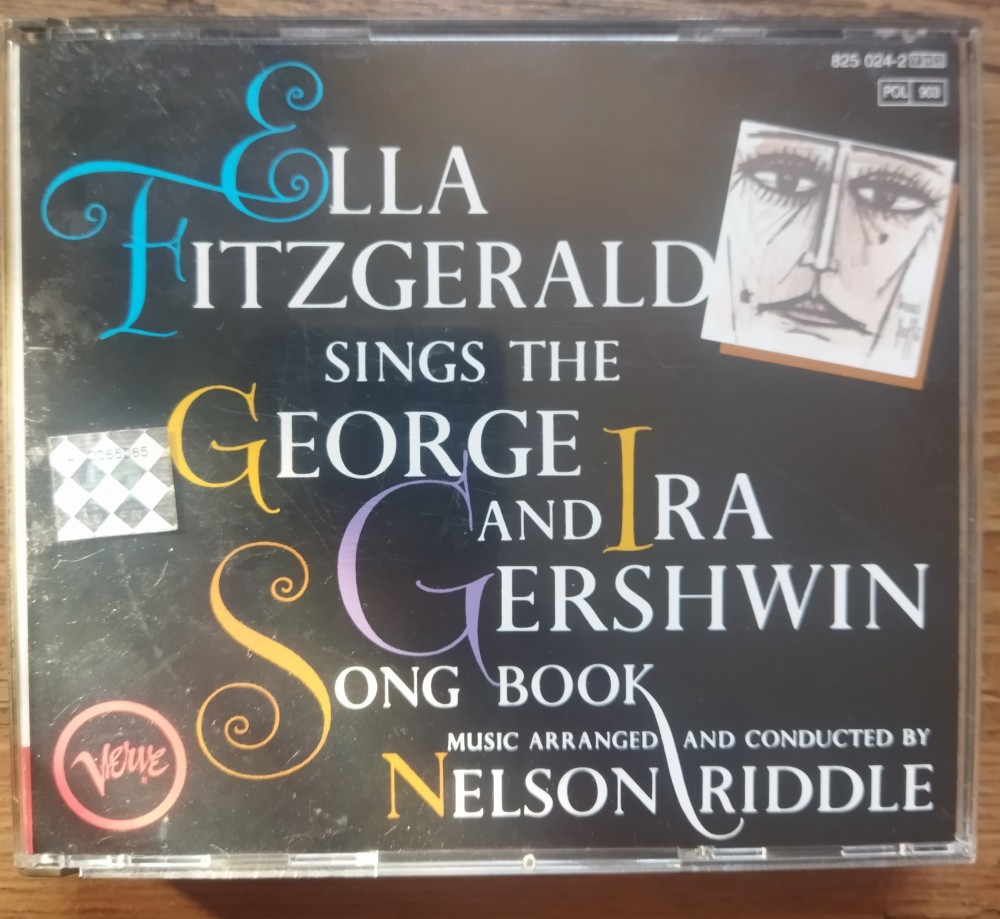 825 024-2
POL 903
ELLA
FITZGERALD
SINGS THE
GEORGE
AND IRA
GERSHWIN
SONG BOOK
MUSIC ARRANGED AND CONDUCTED BY
NELSON RIDDLE
Verve